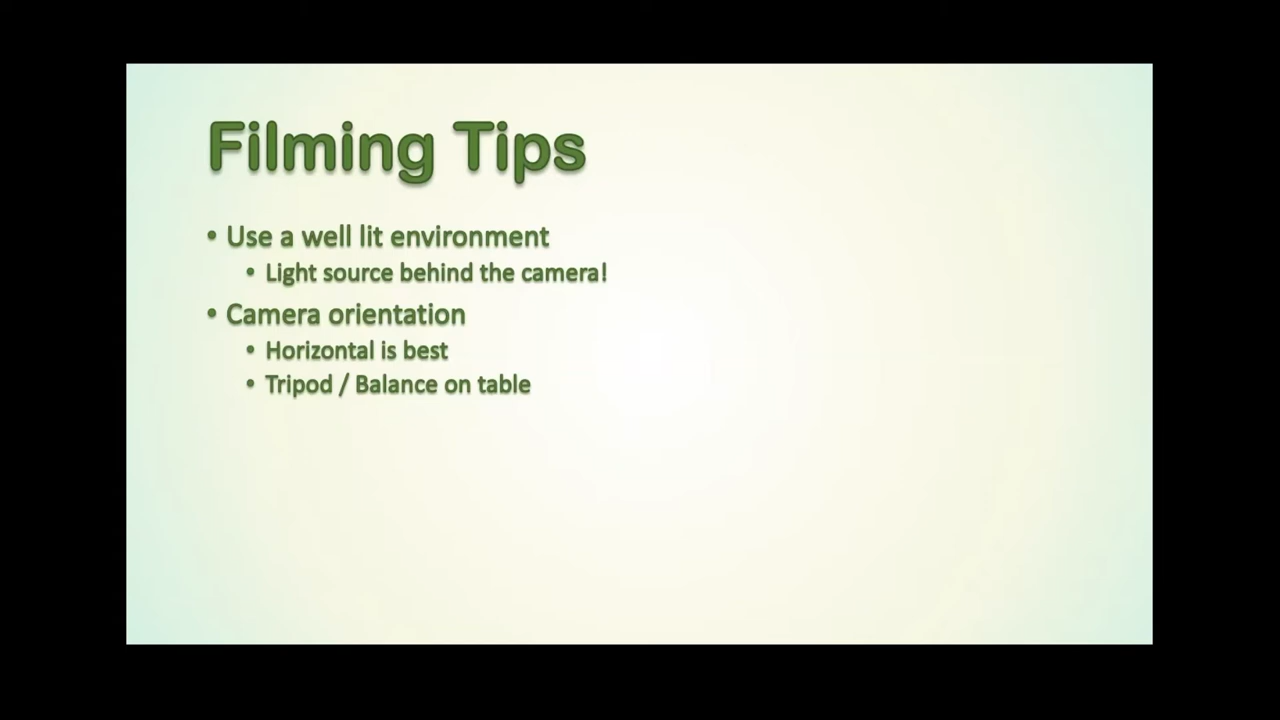 Filming Tips
• Use a well lit environment
• Light source behind the camera!
• Camera orientation
• Horizontal is best
• Tripod / Balance on table